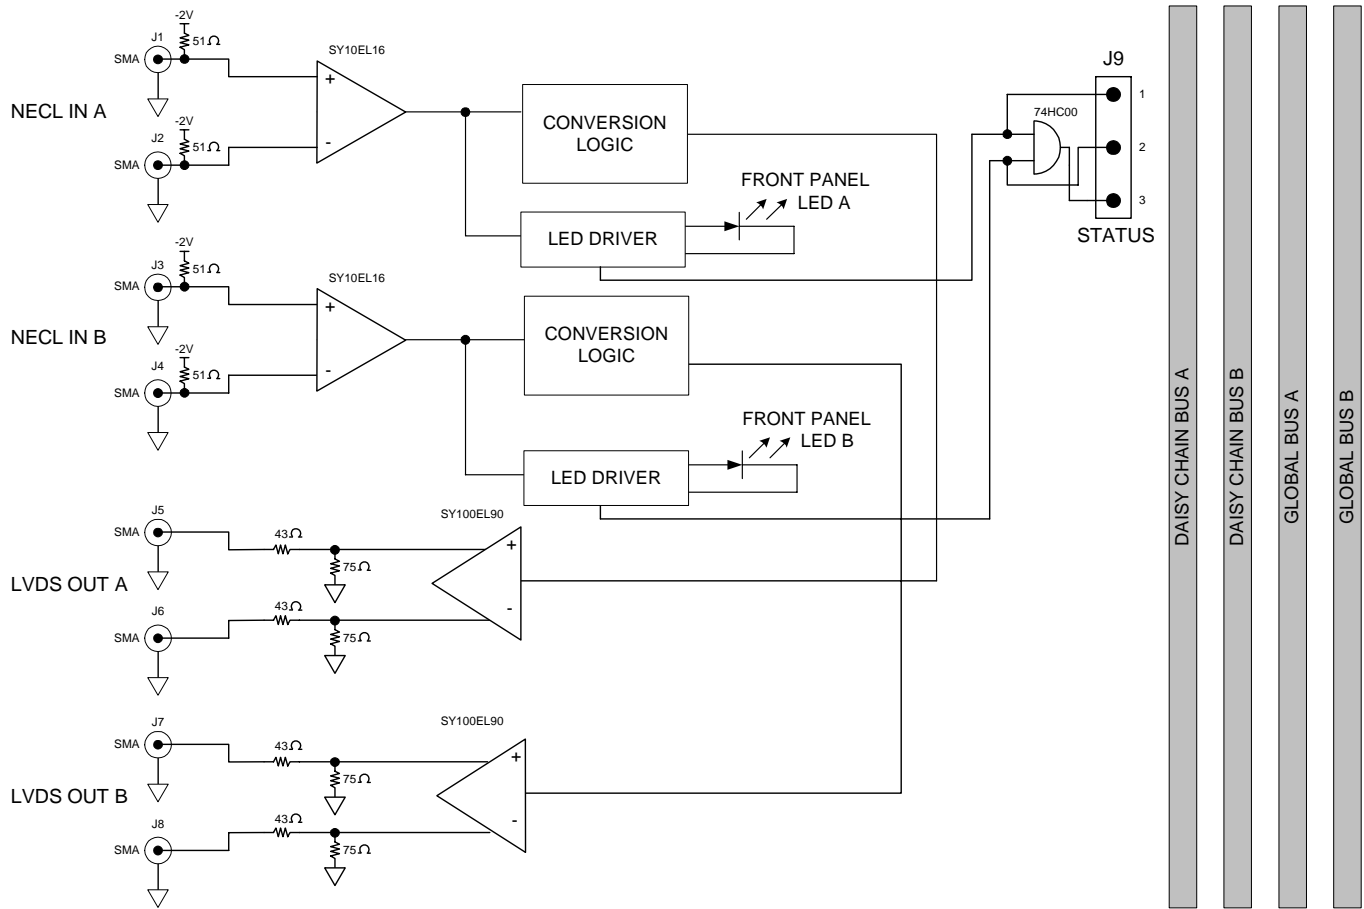 -2V
J1
51Ω
SMA
SY10EL16
NECL IN A
-2V
J2
51Ω
SMA
+
-
CONVERSION
LOGIC
FRONT PANEL
LED A
LED DRIVER
J9
74HC00
1
2
3
STATUS
-2V
J3
51Ω
SMA
SY10EL16
NECL IN B
-2V
J4
51Ω
SMA
+
-
CONVERSION
LOGIC
FRONT PANEL
LED B
LED DRIVER
J5
SMA
43Ω
75Ω
SY100EL90
+
-
LVDS OUT A
J6
SMA
43Ω
75Ω
J7
SMA
43Ω
75Ω
SY100EL90
+
-
LVDS OUT B
J8
SMA
43Ω
75Ω
DAISY CHAIN BUS A
DAISY CHAIN BUS B
GLOBAL BUS A
GLOBAL BUS B